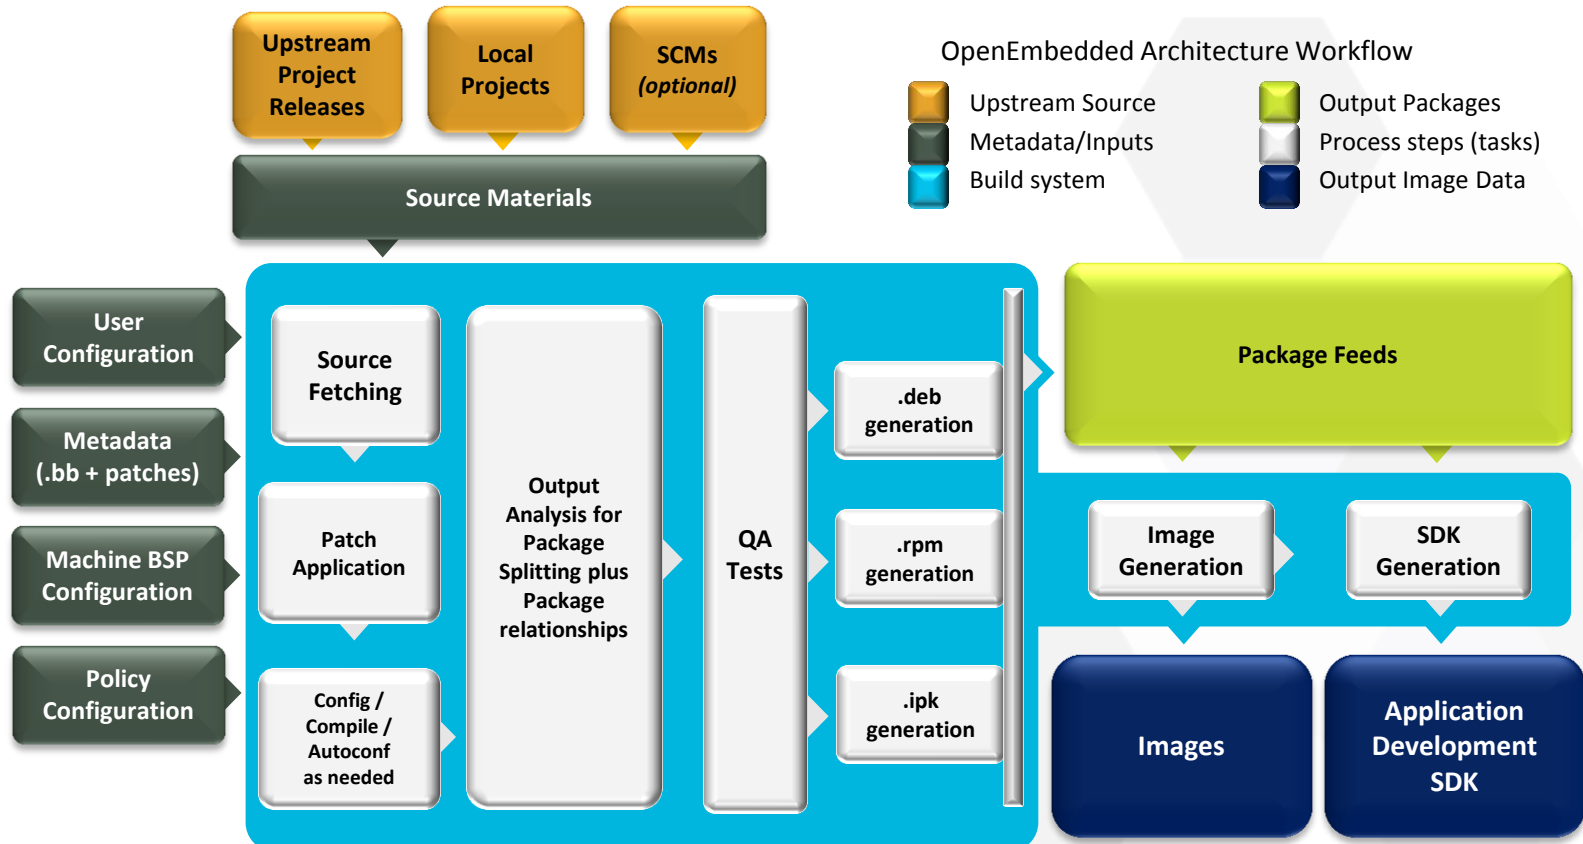 Upstream
Project
Releases
Local
Projects
SCMs
(optional)
OpenEmbedded Architecture Workflow
Upstream Source
Metadata/Inputs
Build system
Output Packages
Process steps (tasks)
Output Image Data
Source Materials
User
Configuration
Metadata
(.bb + patches)
Machine BSP
Configuration
Policy
Configuration
Source
Fetching
Patch
Application
Config /
Compile /
Autoconf
as needed
Output
Analysis for
Package
Splitting plus
Package
relationships
QA
Tests
.deb
generation
.rpm
generation
.ipk
generation
Package Feeds
Image
Generation
SDK
Generation
Images
Application
Development
SDK